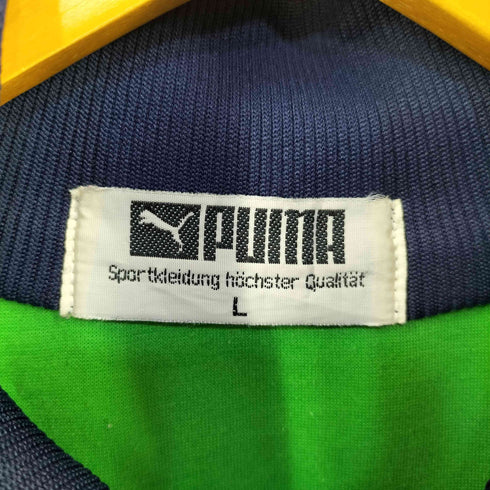 PUMA
Sportkleidung höchster Qualität
L